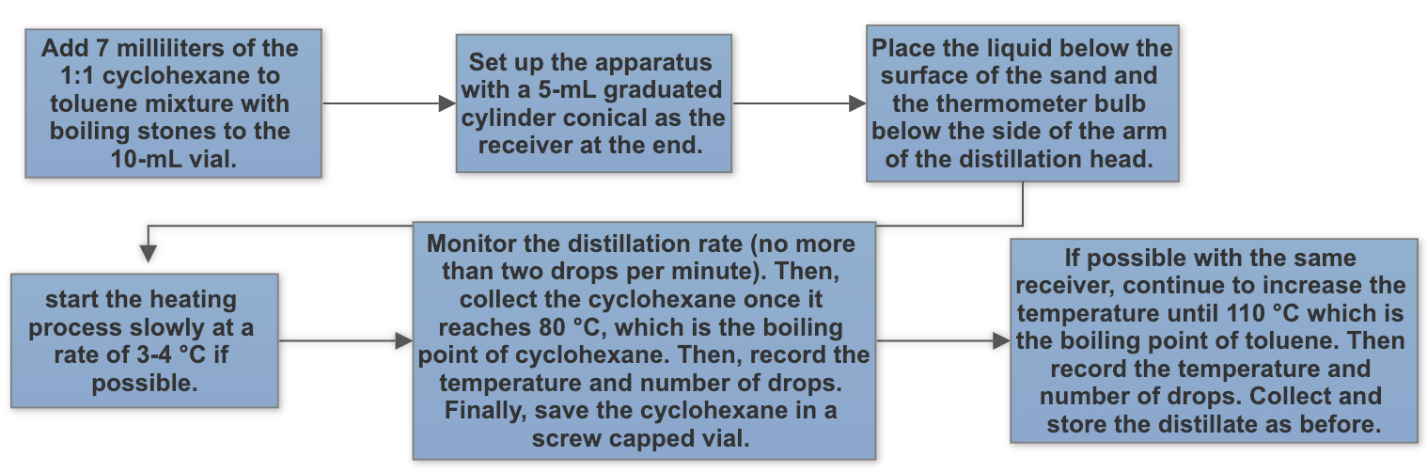 Add 7 milliliters of the
1:1 cyclohexane to
toluene mixture with
boiling stones to the
10-mL vial.
Set up the apparatus
with a 5-mL graduated
cylinder conical as the
receiver at the end.
Place the liquid below the
surface of the sand and
the thermometer bulb
below the side of the arm
of the distillation head.
start the heating
process slowly at a
rate of 3-4 °C if
possible.
Monitor the distillation rate (no more
than two drops per minute). Then,
collect the cyclohexane once it
reaches 80 °C, which is the boiling
point of cyclohexane. Then, record the
temperature and number of drops.
Finally, save the cyclohexane in a
screw capped vial.
If possible with the same
receiver, continue to increase the
temperature until 110 °C which is
the boiling point of toluene. Then
record the temperature and
number of drops. Collect and
store the distillate as before.